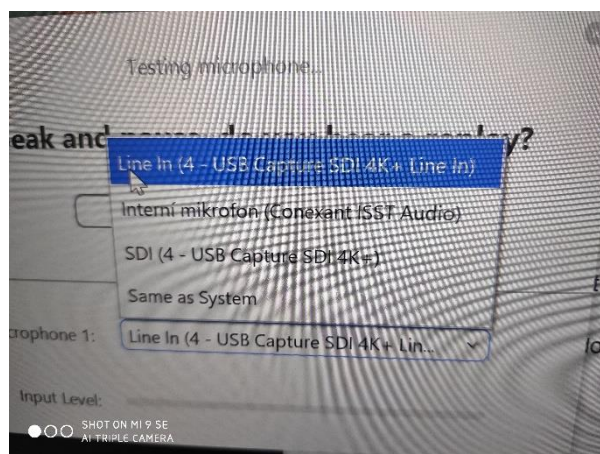 Testing microphone...
eak and
y?
Line In (4 - USB Capture SDI 4K+ Line In)
Interní mikrofon (Conexant ISST Audio)
SDI (4 - USB Capture SDI 4K+)
Same as System
crophone 1:
Line In (4 - USB Capture SDI 4K+ Lin...
Input Level:
SHOT ON MI 9 SE
AI TRIPLE CAMERA